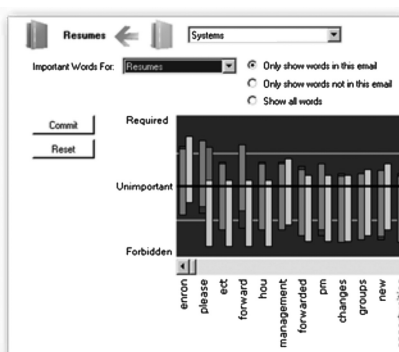 Resumes
Systems
Important Words For:
Resumes
Only show words in this email
Only show words not in this email
Show all words
Commit
Reset
Required
Unimportant
Forbidden
enron
please
ect
forward
hou
management
forwarded
pm
changes
groups
new